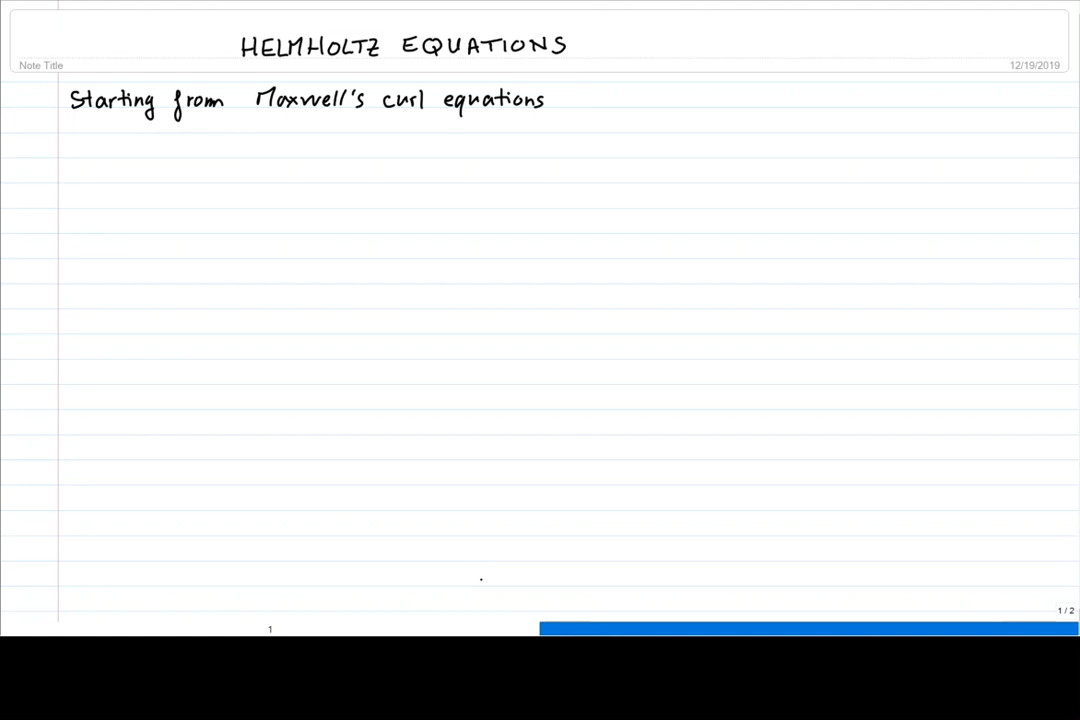 HELMHOLTZ EQUATIONS
Note Title
12/19/2019
Starting from Maxwell's curl equations
1 / 2
1